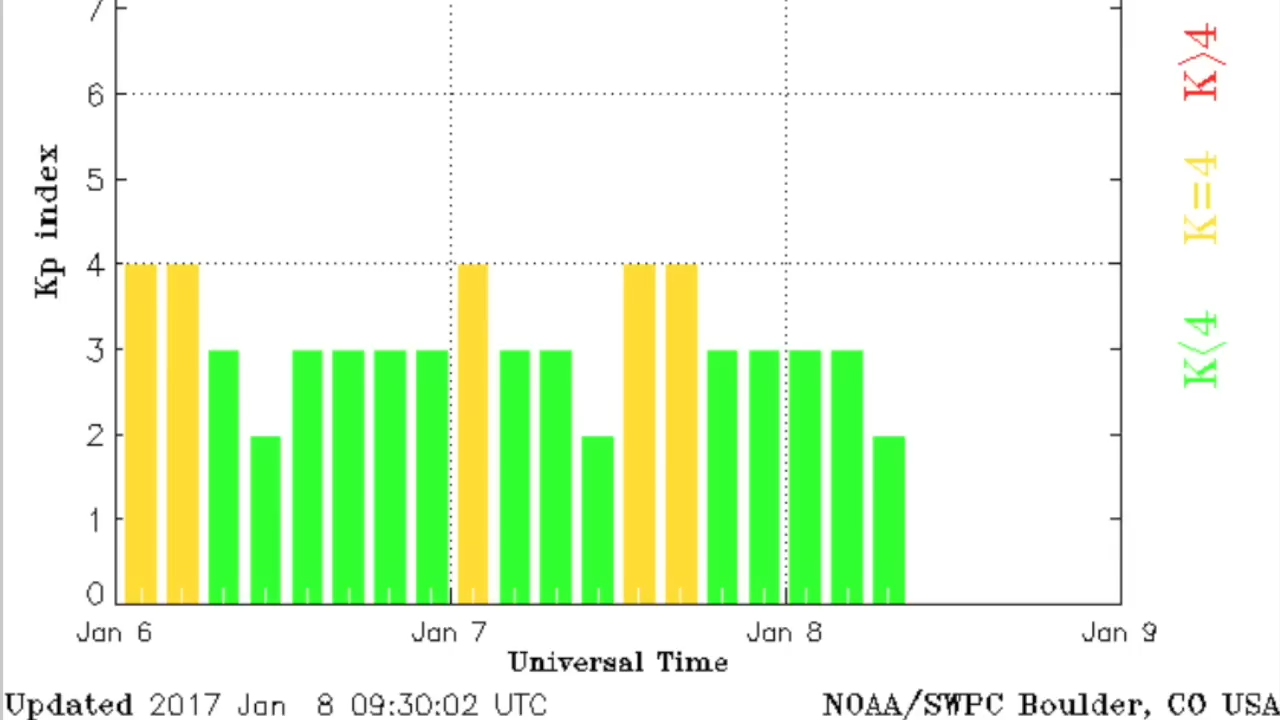 7
K>4
6
Kp index
5
K=4
4
3
K<4
2
1
0
Jan 6 Jan 7 Jan 8 Jan 9
Universal Time
Updated 2017 Jan 8 09:30:02 UTC NOAA/SWPC Boulder, CO USA